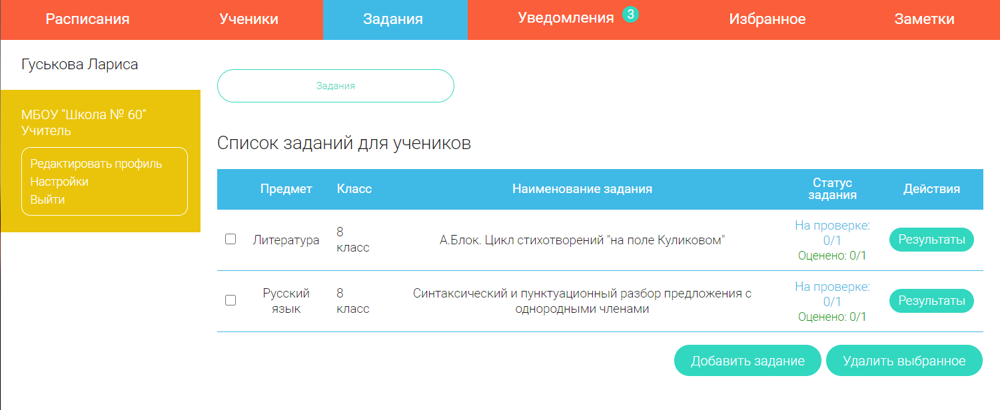 Расписания
Ученики
Задания
Уведомления 3
Избранное
Заметки
Гуськова Лариса
МБОУ "Школа № 60"
Учитель
Редактировать профиль
Настройки
Выйти
Задания
Список заданий для учеников
Предмет
Класс
Наименование задания
Статус
задания
Действия
Литература
8
класс
А.Блок. Цикл стихотворений "на поле Куликовом"
На проверке:
0/1
Оценено: 0/1
Результаты
Русский
язык
8
класс
Синтаксический и пунктуационный разбор предложения с
однородными членами
На проверке:
0/1
Оценено: 0/1
Результаты
Добавить задание
Удалить выбранное